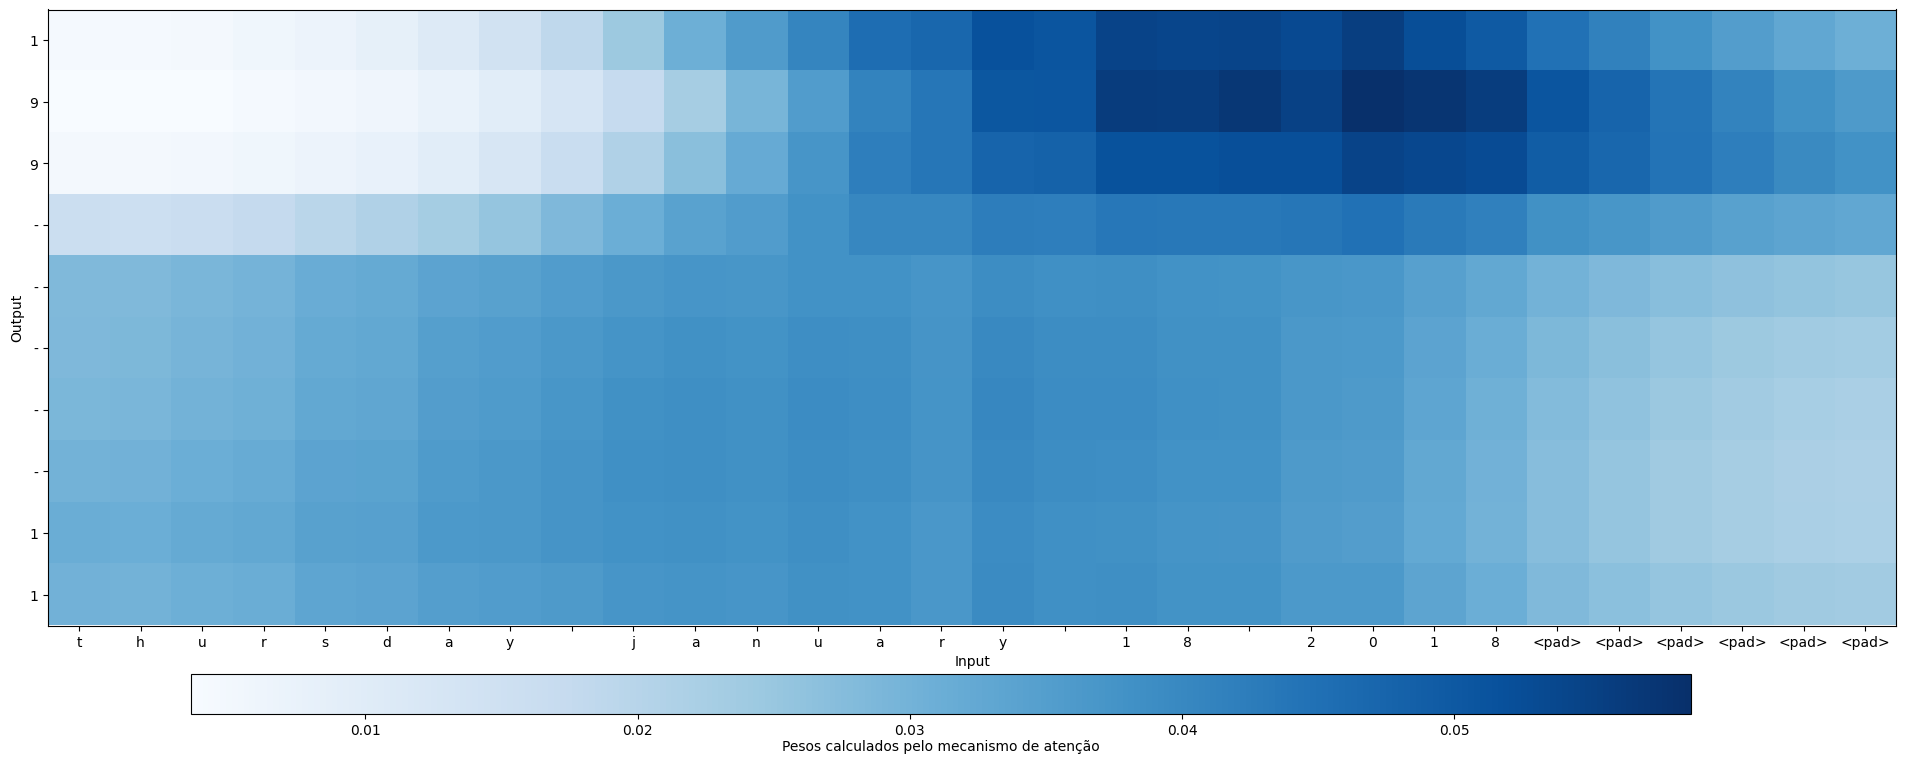 1
9
9
-
-
-
-
-
1
1
Output
t h u r s d a y j a n u a r y 1 8 2 0 1 8 <pad> <pad> <pad> <pad> <pad> <pad>
Input
0.01 0.02 0.03 0.04 0.05
Pesos calculados pelo mecanismo de atenção